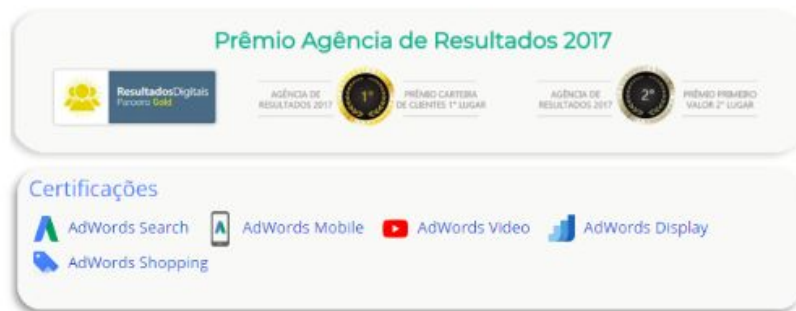 Prêmio Agência de Resultados 2017
ResultadosDigitais
Parceiro Gold
AGÊNCIA DE
RESULTADOS 2017
1º
PRÊMIO CARTEIRA
DE CLIENTES 1º LUGAR
AGÊNCIA DE
RESULTADOS 2017
2º
PRÊMIO PRIMEIRO
VALOR 2º LUGAR
Certificações
AdWords Search
AdWords Mobile
AdWords Video
AdWords Display
AdWords Shopping